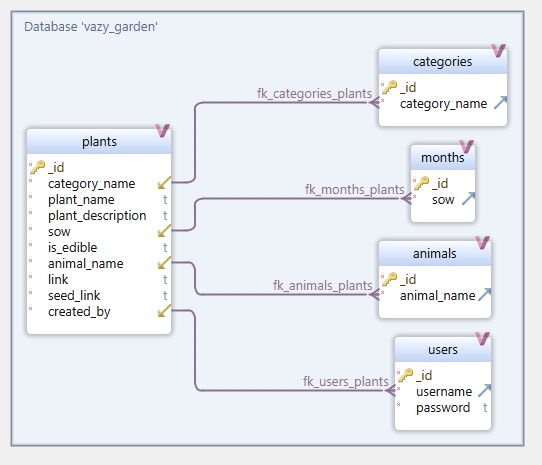 Database 'vazy_garden'
categories
_id
category_name
fk_categories_plants
plants
_id
category_name
plant_name t
plant_description t
sow
is_edible t
animal_name
link t
seed_link t
created_by
months
_id
sow
fk_months_plants
animals
_id
animal_name
fk_animals_plants
users
_id
username
password t
fk_users_plants